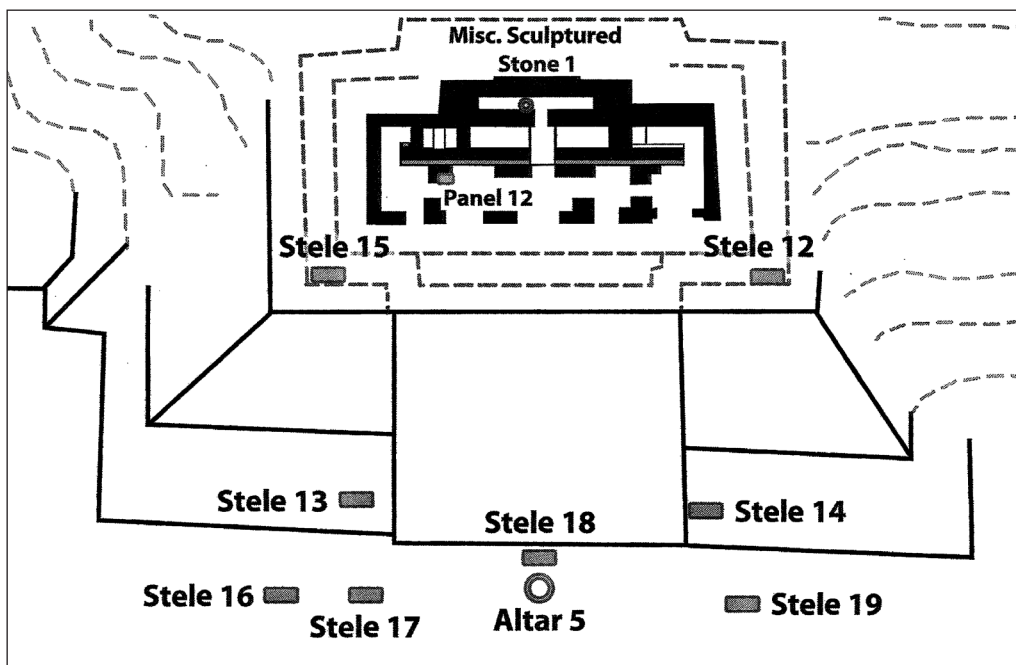 Misc. Sculptured
Stone 1
Panel 12
Stele 15
Stele 12
Stele 13
Stele 18
Stele 14
Stele 16
Stele 17
Altar 5
Stele 19